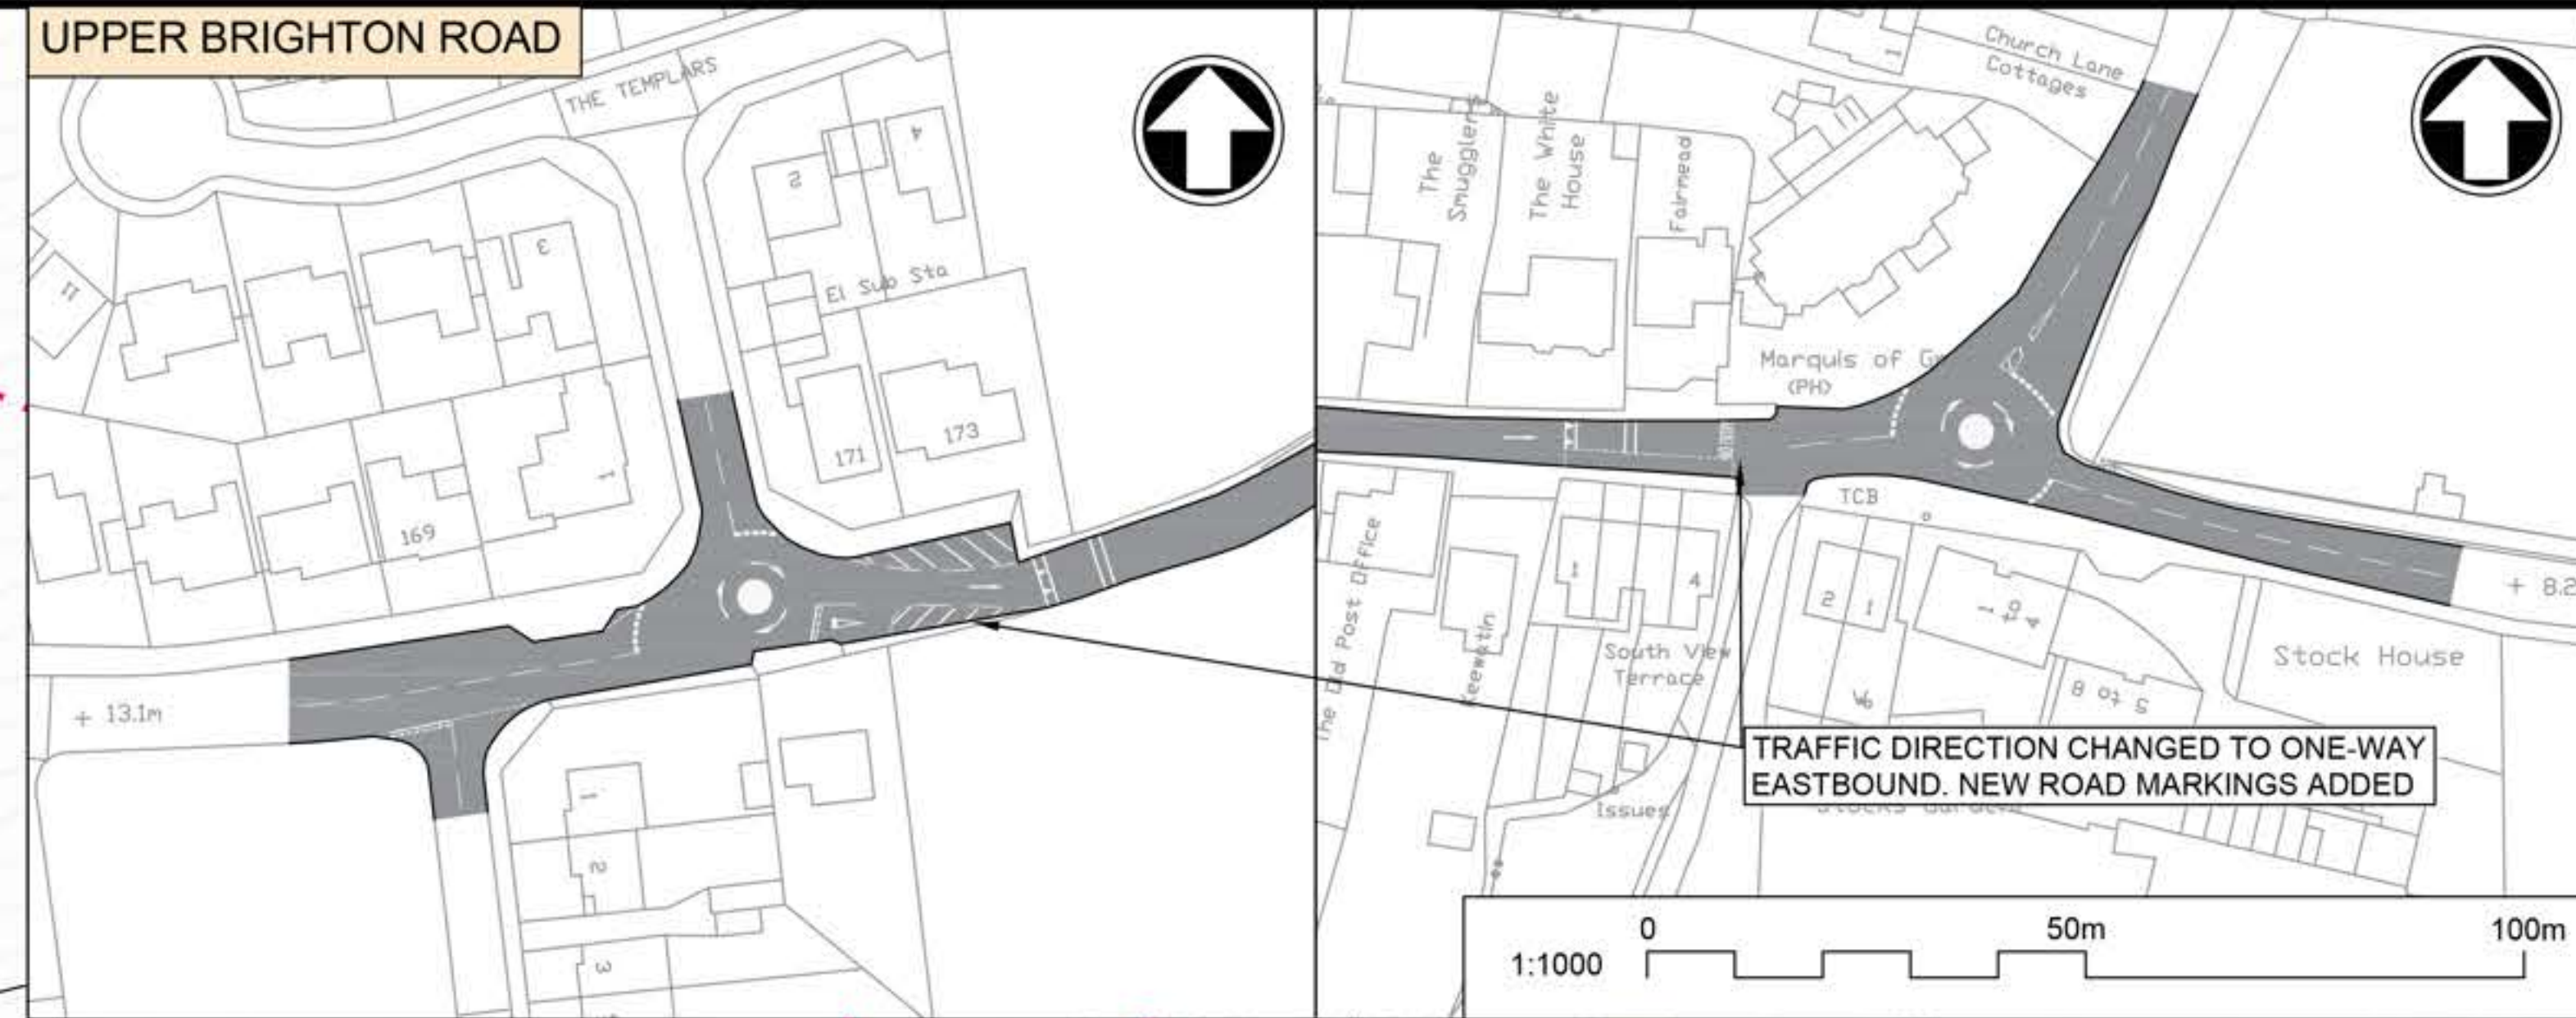 UPPER BRIGHTON ROAD
THE TEMPLARS
2
4
3
11
El Sub Sta
171
173
169
1
+ 13.1m
1
2
3
Church Lane
Cottages
1
The
Smugglers
The White
House
Fairmead
Marquis of Gr
(PH)
TCB
The Old Post Office
Keewatin
1
4
South View
Terrace
2
1
1
to
4
5 to 8
Stock House
+ 8.2
TRAFFIC DIRECTION CHANGED TO ONE-WAY
EASTBOUND. NEW ROAD MARKINGS ADDED
Issues
0
50m
100m
1:1000